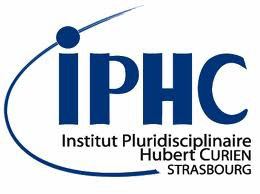 iPHC
Institut Pluridisciplinaire
Hubert CURIEN
STRASBOURG